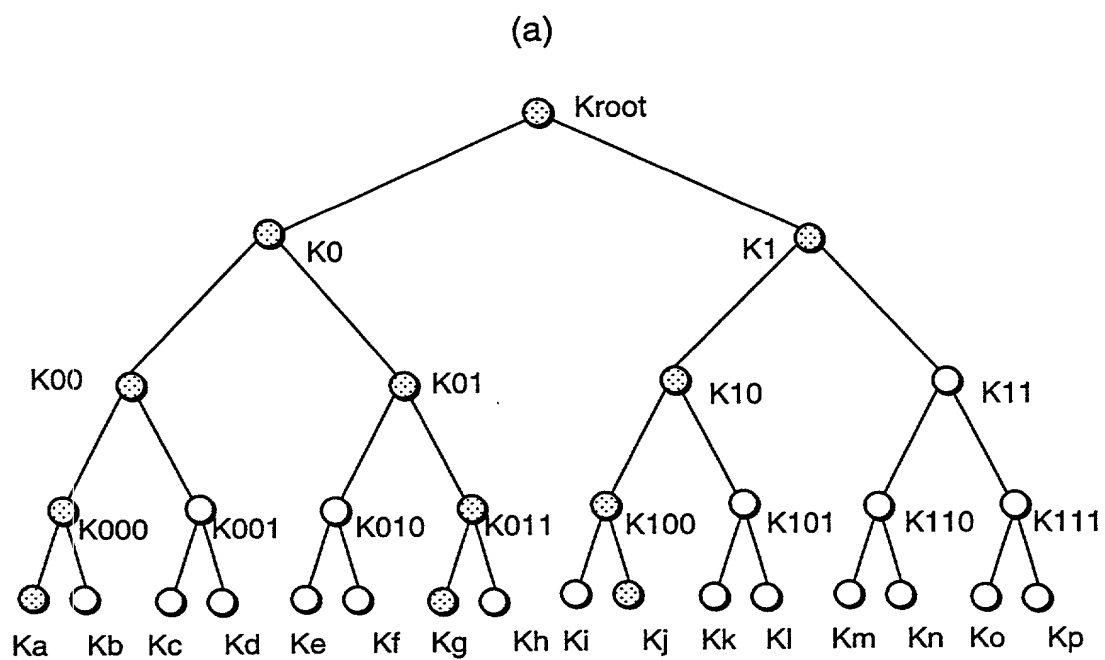 (a)
Kroot
K0 K1
K00 K01 K10 K11
K000 K001 K010 K011 K100 K101 K110 K111
Ka Kb Kc Kd Ke Kf Kg Kh Ki Kj Kk Kl Km Kn Ko Kp